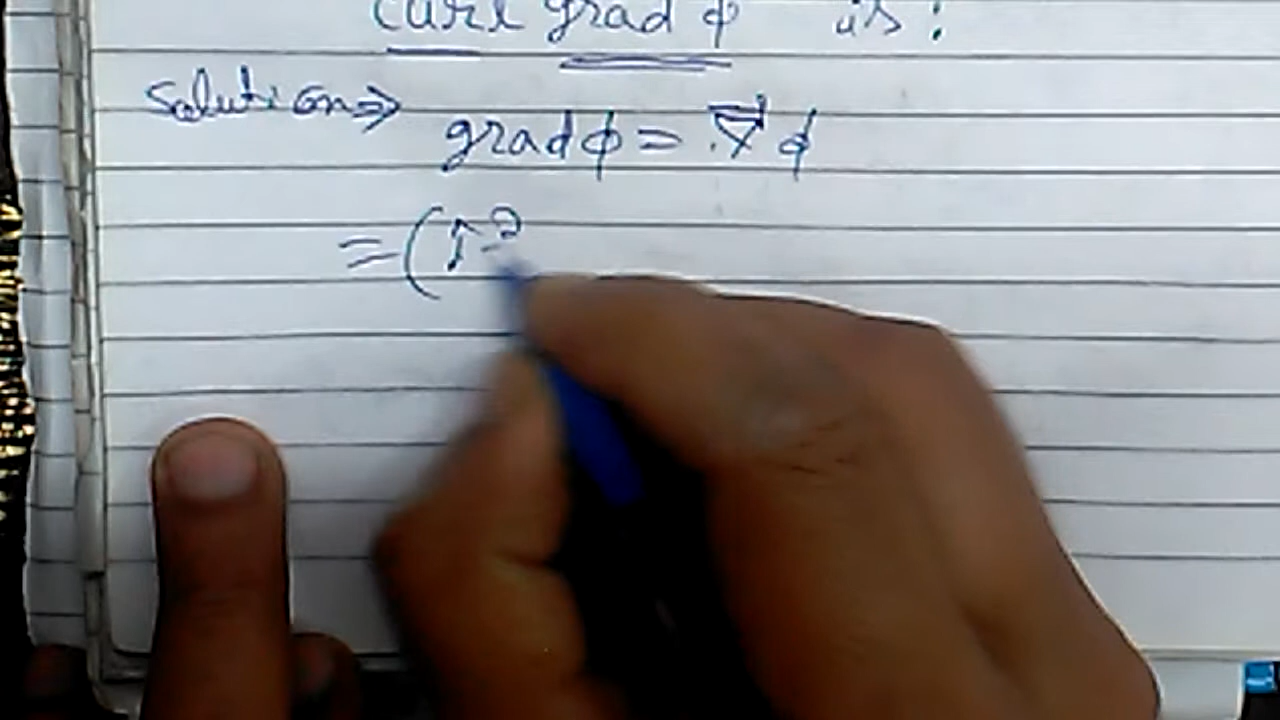 Curl grad ϕ is :
Solution⇒ grad ϕ = ∇⃗ ϕ
= ( î ∂